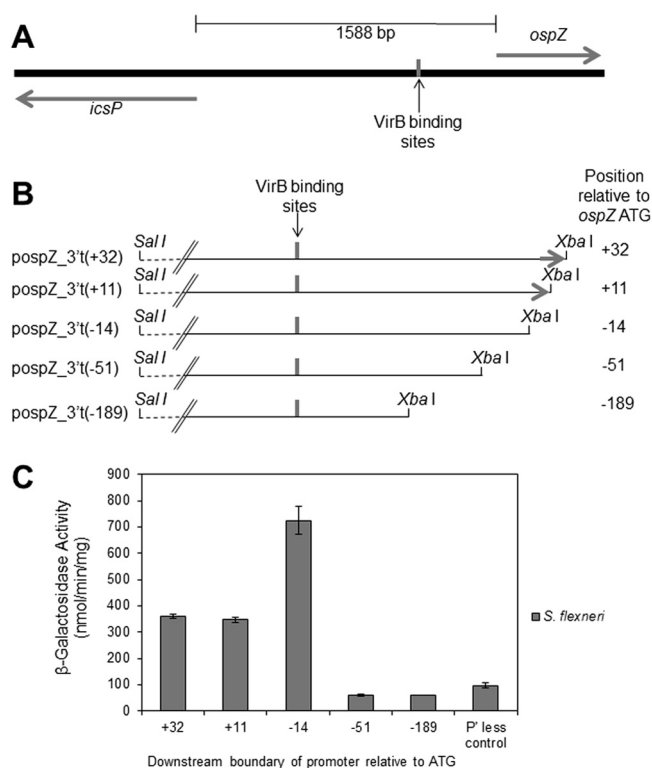 A
1588 bp
ospZ
icsP
VirB binding
sites
B
VirB binding
sites
Position
relative to
ospZ ATG
pospZ_3't(+32)
Sal I
Xba I
+32
pospZ_3't(+11)
Sal I
Xba I
+11
pospZ_3't(-14)
Sal I
Xba I
-14
pospZ_3't(-51)
Sal I
Xba I
-51
pospZ_3't(-189)
Sal I
Xba I
-189
C
β-Galactosidase Activity
(nmol/min/mg)
900
800
700
600
500
400
300
200
100
0
+32
+11
-14
-51
-189
P' less
control
S. flexneri
Downstream boundary of promoter relative to ATG